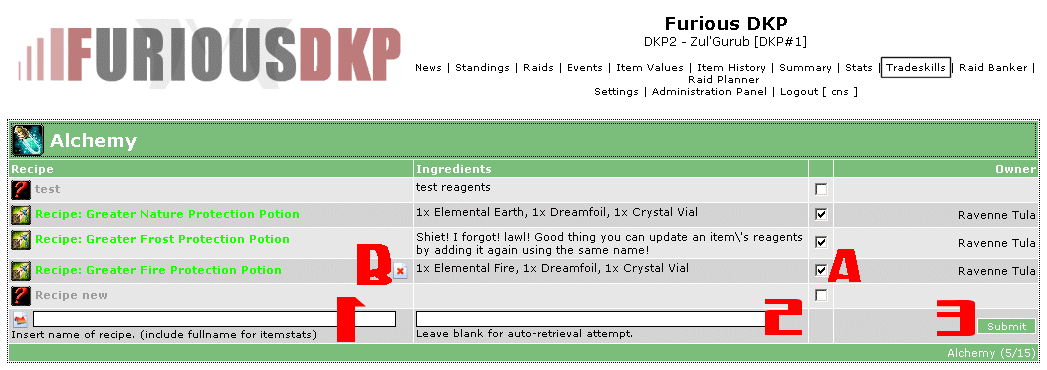 FURIOUSDKP
Furious DKP
DKP2 - Zul'Gurub [DKP#1]
News | Standings | Raids | Events | Item Values | Item History | Summary | Stats | Tradeskills | Raid Banker |
Raid Planner
Settings | Administration Panel | Logout [ cns ]
Alchemy
Recipe Ingredients Owner
test test reagents
Recipe: Greater Nature Protection Potion 1x Elemental Earth, 1x Dreamfoil, 1x Crystal Vial Ravenne Tula
Recipe: Greater Frost Protection Potion Shiet! I forgot! lawl! Good thing you can update an item\'s reagents
by adding it again using the same name! Ravenne Tula
Recipe: Greater Fire Protection Potion B 1x Elemental Fire, 1x Dreamfoil, 1x Crystal Vial A Ravenne Tula
Recipe new
1 2 3 Submit
Insert name of recipe. (include fullname for itemstats) Leave blank for auto-retrieval attempt.
Alchemy (5/15)